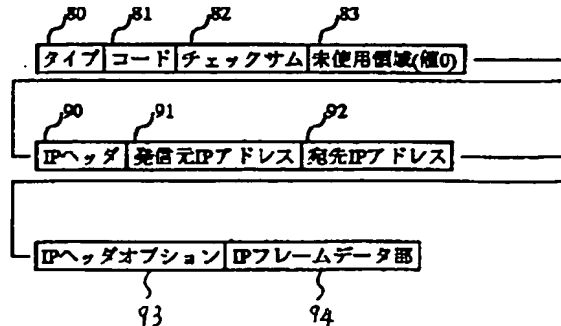 80 81 82 83
タイプ コード チェックサム 未使用領域(値0)
90 91 92
IPヘッダ 発信元IPアドレス 宛先IPアドレス
IPヘッダオプション IPフレームデータ部
93 94